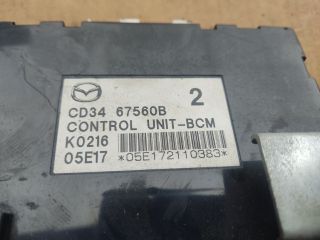 CD34 67560B 2
CONTROL UNIT-BCM
K0216
05E17 *05E172110383*